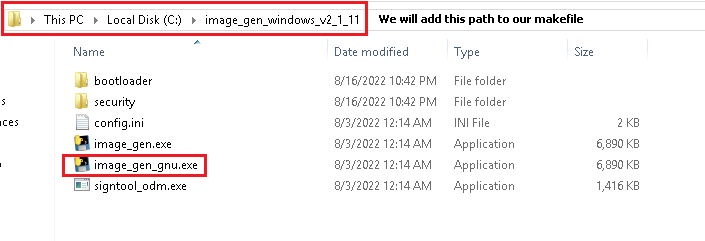 This PC Local Disk (C:) image_gen_windows_v2_1_11 We will add this path to our makefile
Name Date modified Type Size
bootloader 8/16/2022 10:42 PM File folder
security 8/16/2022 10:42 PM File folder
config.ini 8/3/2022 12:14 AM INI File 2 KB
image_gen.exe 8/3/2022 12:14 AM Application 6,890 KB
image_gen_gnu.exe 8/3/2022 12:14 AM Application 6,890 KB
signtool_odm.exe 8/3/2022 12:14 AM Application 1,416 KB